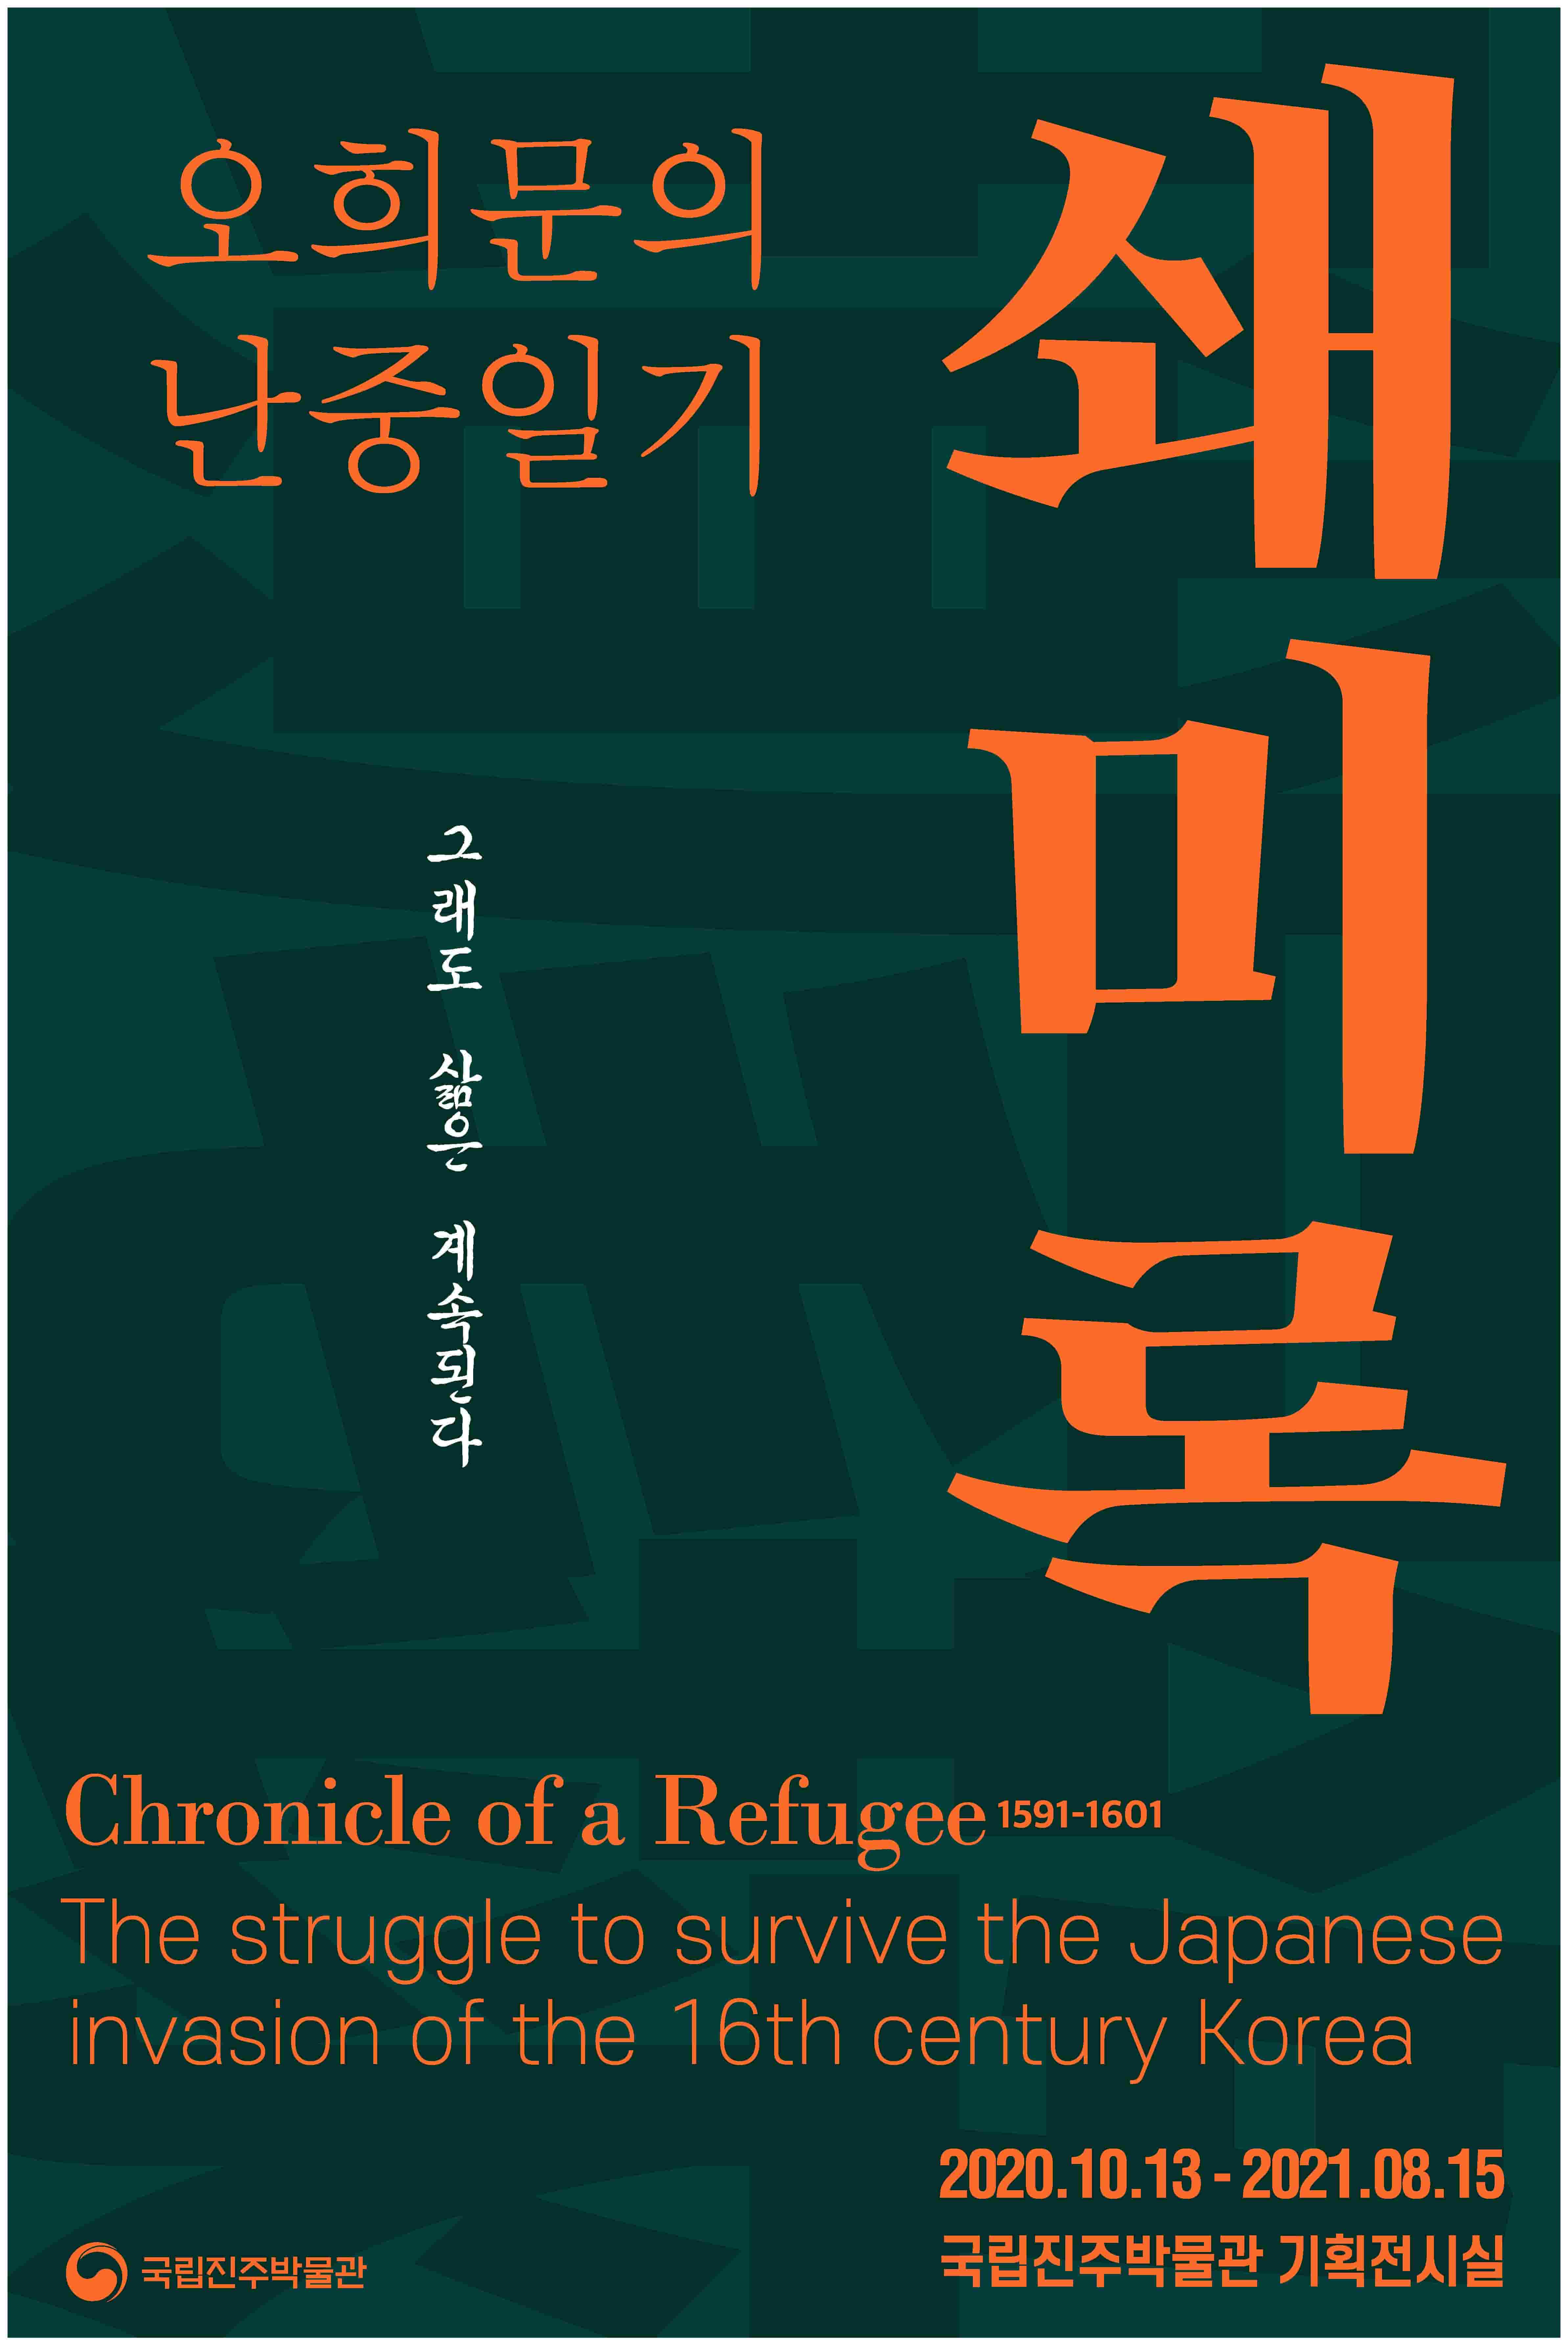 오희문의
난중일기
쇄미록
그래도 삶은 계속된다
Chronicle of a Refugee 1591-1601
The struggle to survive the Japanese
invasion of the 16th century Korea
2020.10.13 - 2021.08.15
국립진주박물관 기획전시실
국립진주박물관